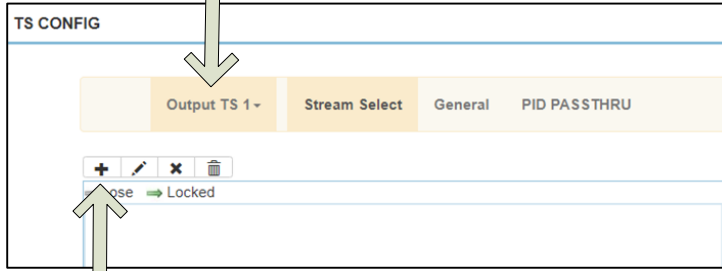 TS CONFIG
Output TS 1 Stream Select General PID PASSTHRU
Locked